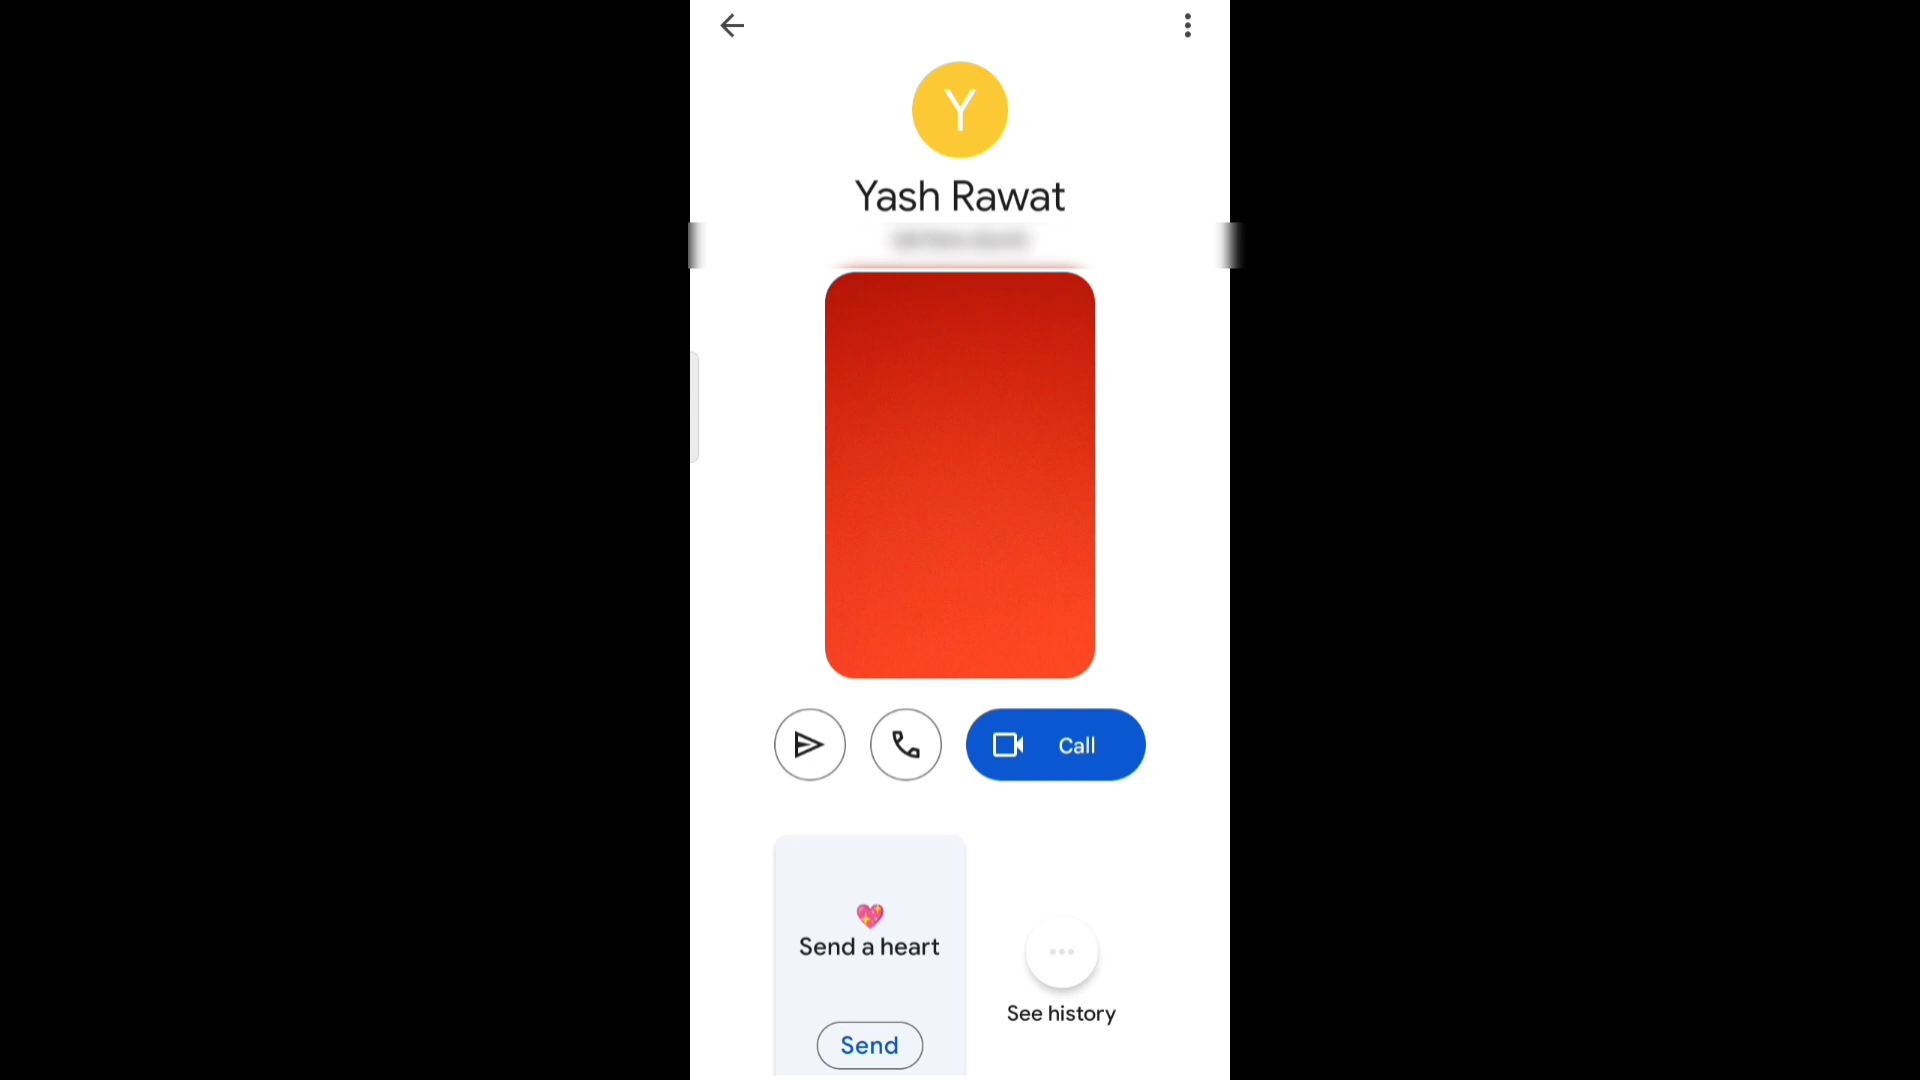 Y
Yash Rawat
Call
Send a heart
See history
Send